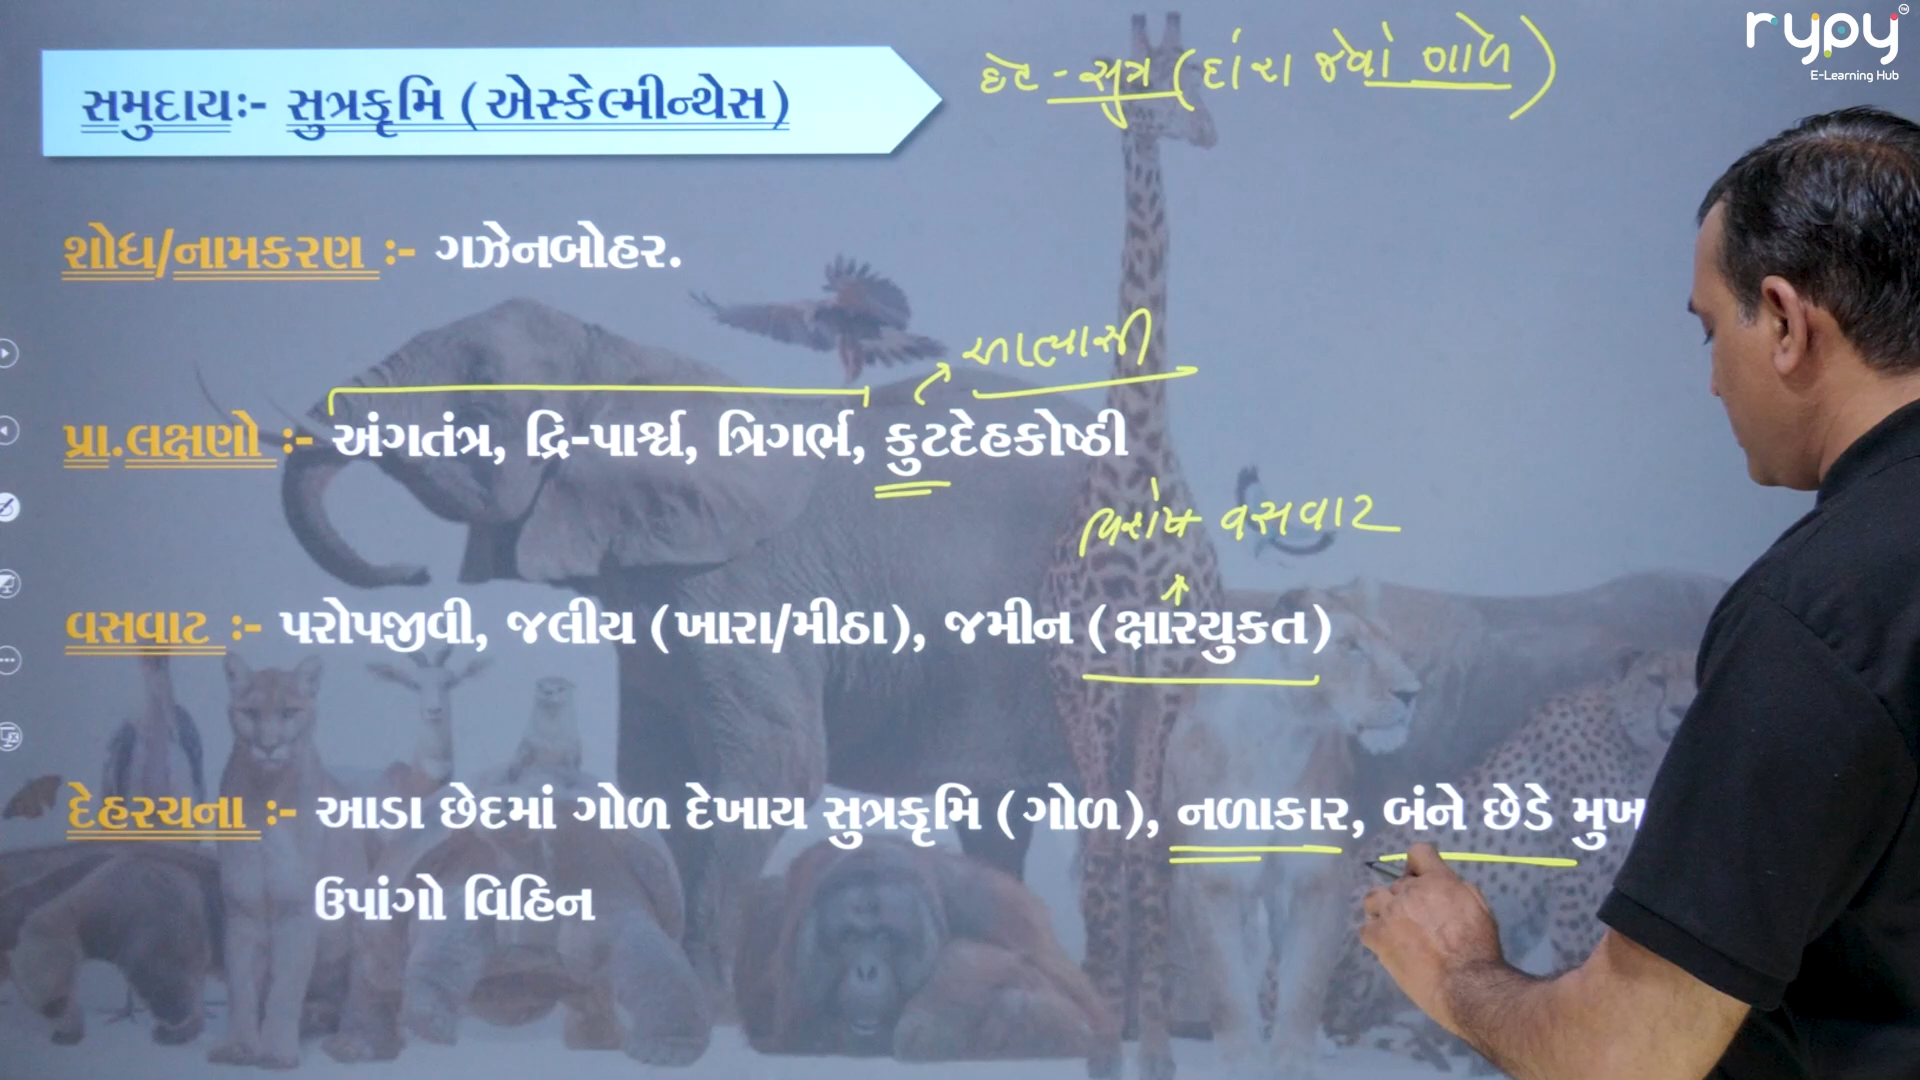 rypy
E-Learning Hub
સમુદાયઃ- સુત્રકૃમિ (એસ્કેલ્મીન્થેસ)
સુત્ર (દોરા જેવાં ગોળ)
શોધ/નામકરણ ઃ- ગઝેનબોહર.
પ્રા.લક્ષણો ઃ- અંગતંત્ર, દ્રિ-પાર્શ્વ, ત્રિગર્ભ, કુટદેહકોષ્ઠી
વસવાટ
વસવાટ ઃ- પરોપજીવી, જલીય (ખારા/મીઠા), જમીન (ક્ષારયુકત)
દેહરચના ઃ- આડા છેદમાં ગોળ દેખાય સુત્રકૃમિ (ગોળ), નળાકાર, બંને છેડે મુખ
ઉપાંગો વિહિન